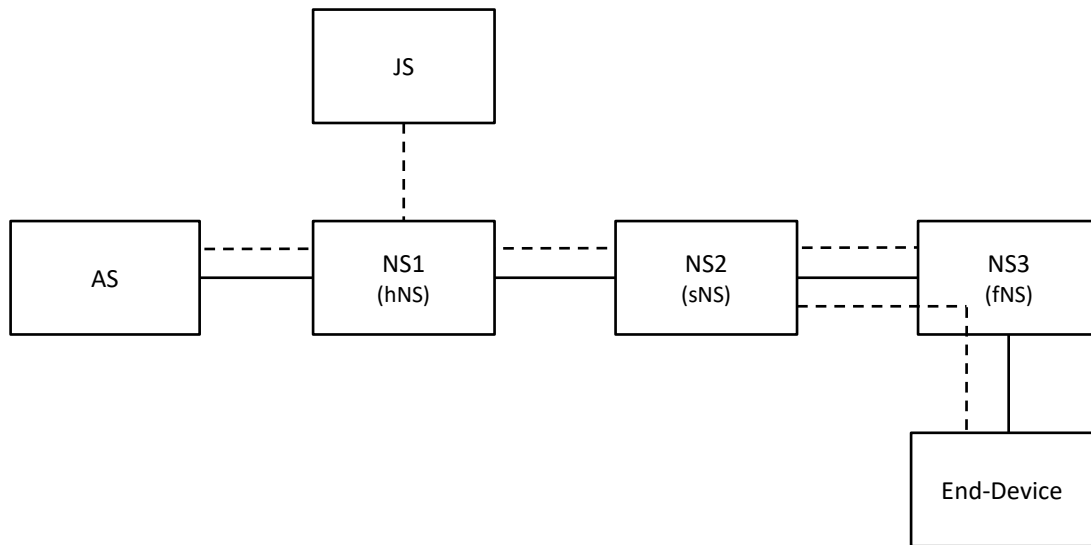 JS
AS
NS1
(hNS)
NS2
(sNS)
NS3
(fNS)
End-Device